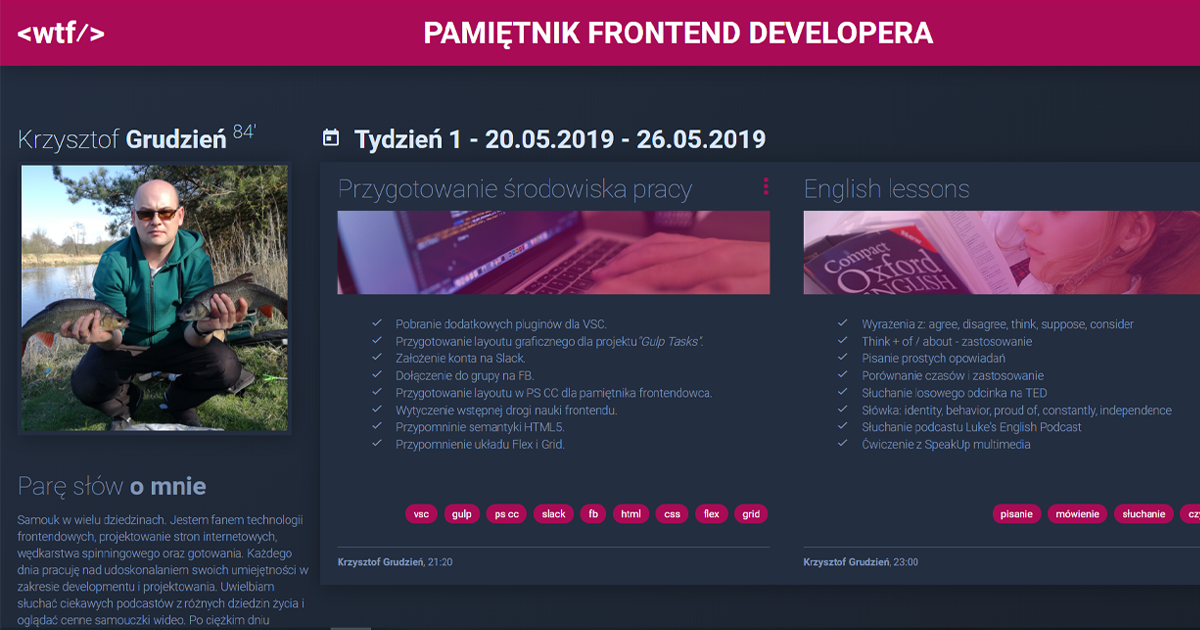 <wtf/>
PAMIĘTNIK FRONTEND DEVELOPERA
Krzysztof Grudzień 84'
Parę słów o mnie
Samouk w wielu dziedzinach. Jestem fanem technologii
frontendowych, projektowanie stron internetowych,
wędkarstwa spinningowego oraz gotowania. Każdego
dnia pracuję nad udoskonalaniem swoich umiejętności w
zakresie developmentu i projektowania. Uwielbiam
słuchać ciekawych podcastów z różnych dziedzin życia i
oglądać cenne samouczki wideo. Po ciężkim dniu
Tydzień 1 - 20.05.2019 - 26.05.2019
Przygotowanie środowiska pracy
Pobranie dodatkowych pluginów dla VSC.
Przygotowanie layoutu graficznego dla projektu "Gulp Tasks".
Założenie konta na Slack.
Dołączenie do grupy na FB.
Przygotowanie layoutu w PS CC dla pamiętnika frontendowca.
Wytyczenie wstępnej drogi nauki frontendu.
Przypomninie semantyki HTML5.
Przypomnienie układu Flex i Grid.
vsc gulp ps cc slack fb html css flex grid
Krzysztof Grudzień, 21:20
English lessons
Compact
Oxford
ENGLISH
Wyrażenia z: agree, disagree, think, suppose, consider
Think + of / about - zastosowanie
Pisanie prostych opowiadań
Porównanie czasów i zastosowanie
Słuchanie losowego odcinka na TED
Słówka: identity, behavior, proud of, constantly, independence
Słuchanie podcastu Luke's English Podcast
Ćwiczenie z SpeakUp multimedia
pisanie mówienie słuchanie
Krzysztof Grudzień, 23:00